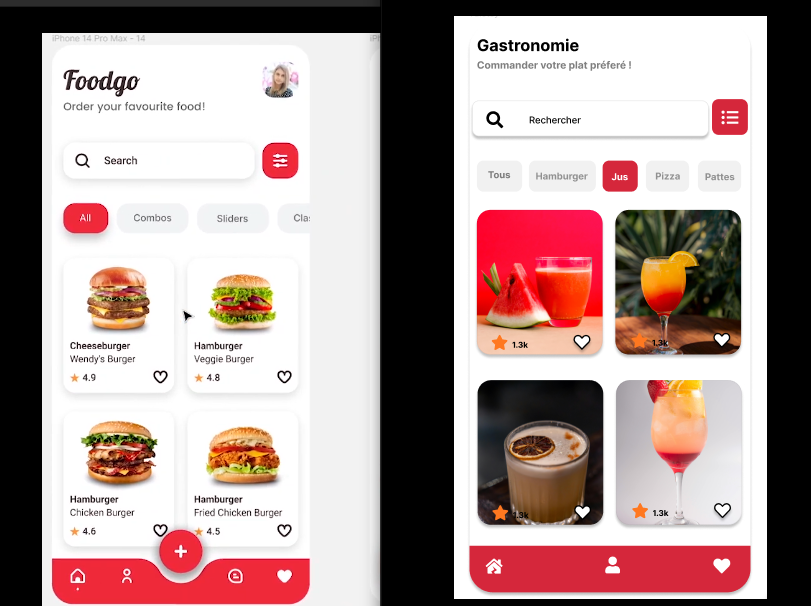 iPhone 14 Pro Max - 14
Foodgo
Order your favourite food!
Search
All
Combos
Sliders
Cheeseburger
Wendy's Burger
4.9
Hamburger
Veggie Burger
4.8
Hamburger
Chicken Burger
4.6
Hamburger
Fried Chicken Burger
4.5
+
Gastronomie
Commander votre plat préferé !
Rechercher
Tous
Hamburger
Jus
Pizza
Pattes
1.3k
1.3k
1.3k
1.3k